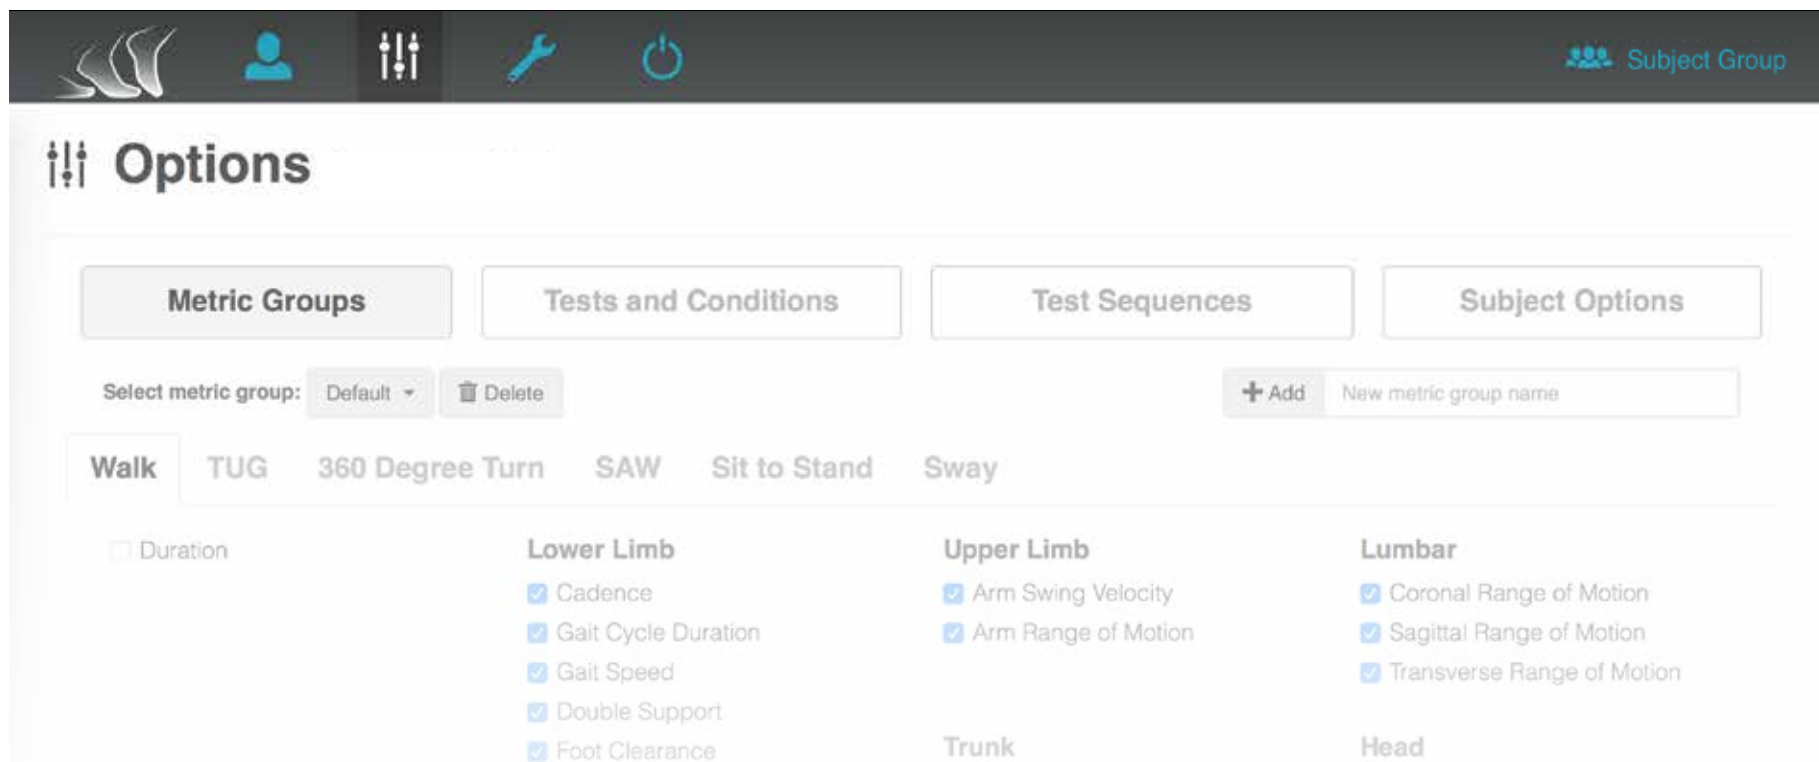 Subject Group
Options
Metric Groups
Tests and Conditions
Test Sequences
Subject Options
Select metric group: Default Delete
Add New metric group name
Walk TUG 360 Degree Turn SAW Sit to Stand Sway
Duration
Lower Limb
Cadence
Gait Cycle Duration
Gait Speed
Double Support
Foot Clearance
Upper Limb
Arm Swing Velocity
Arm Range of Motion
Trunk
Lumbar
Coronal Range of Motion
Sagittal Range of Motion
Transverse Range of Motion
Head